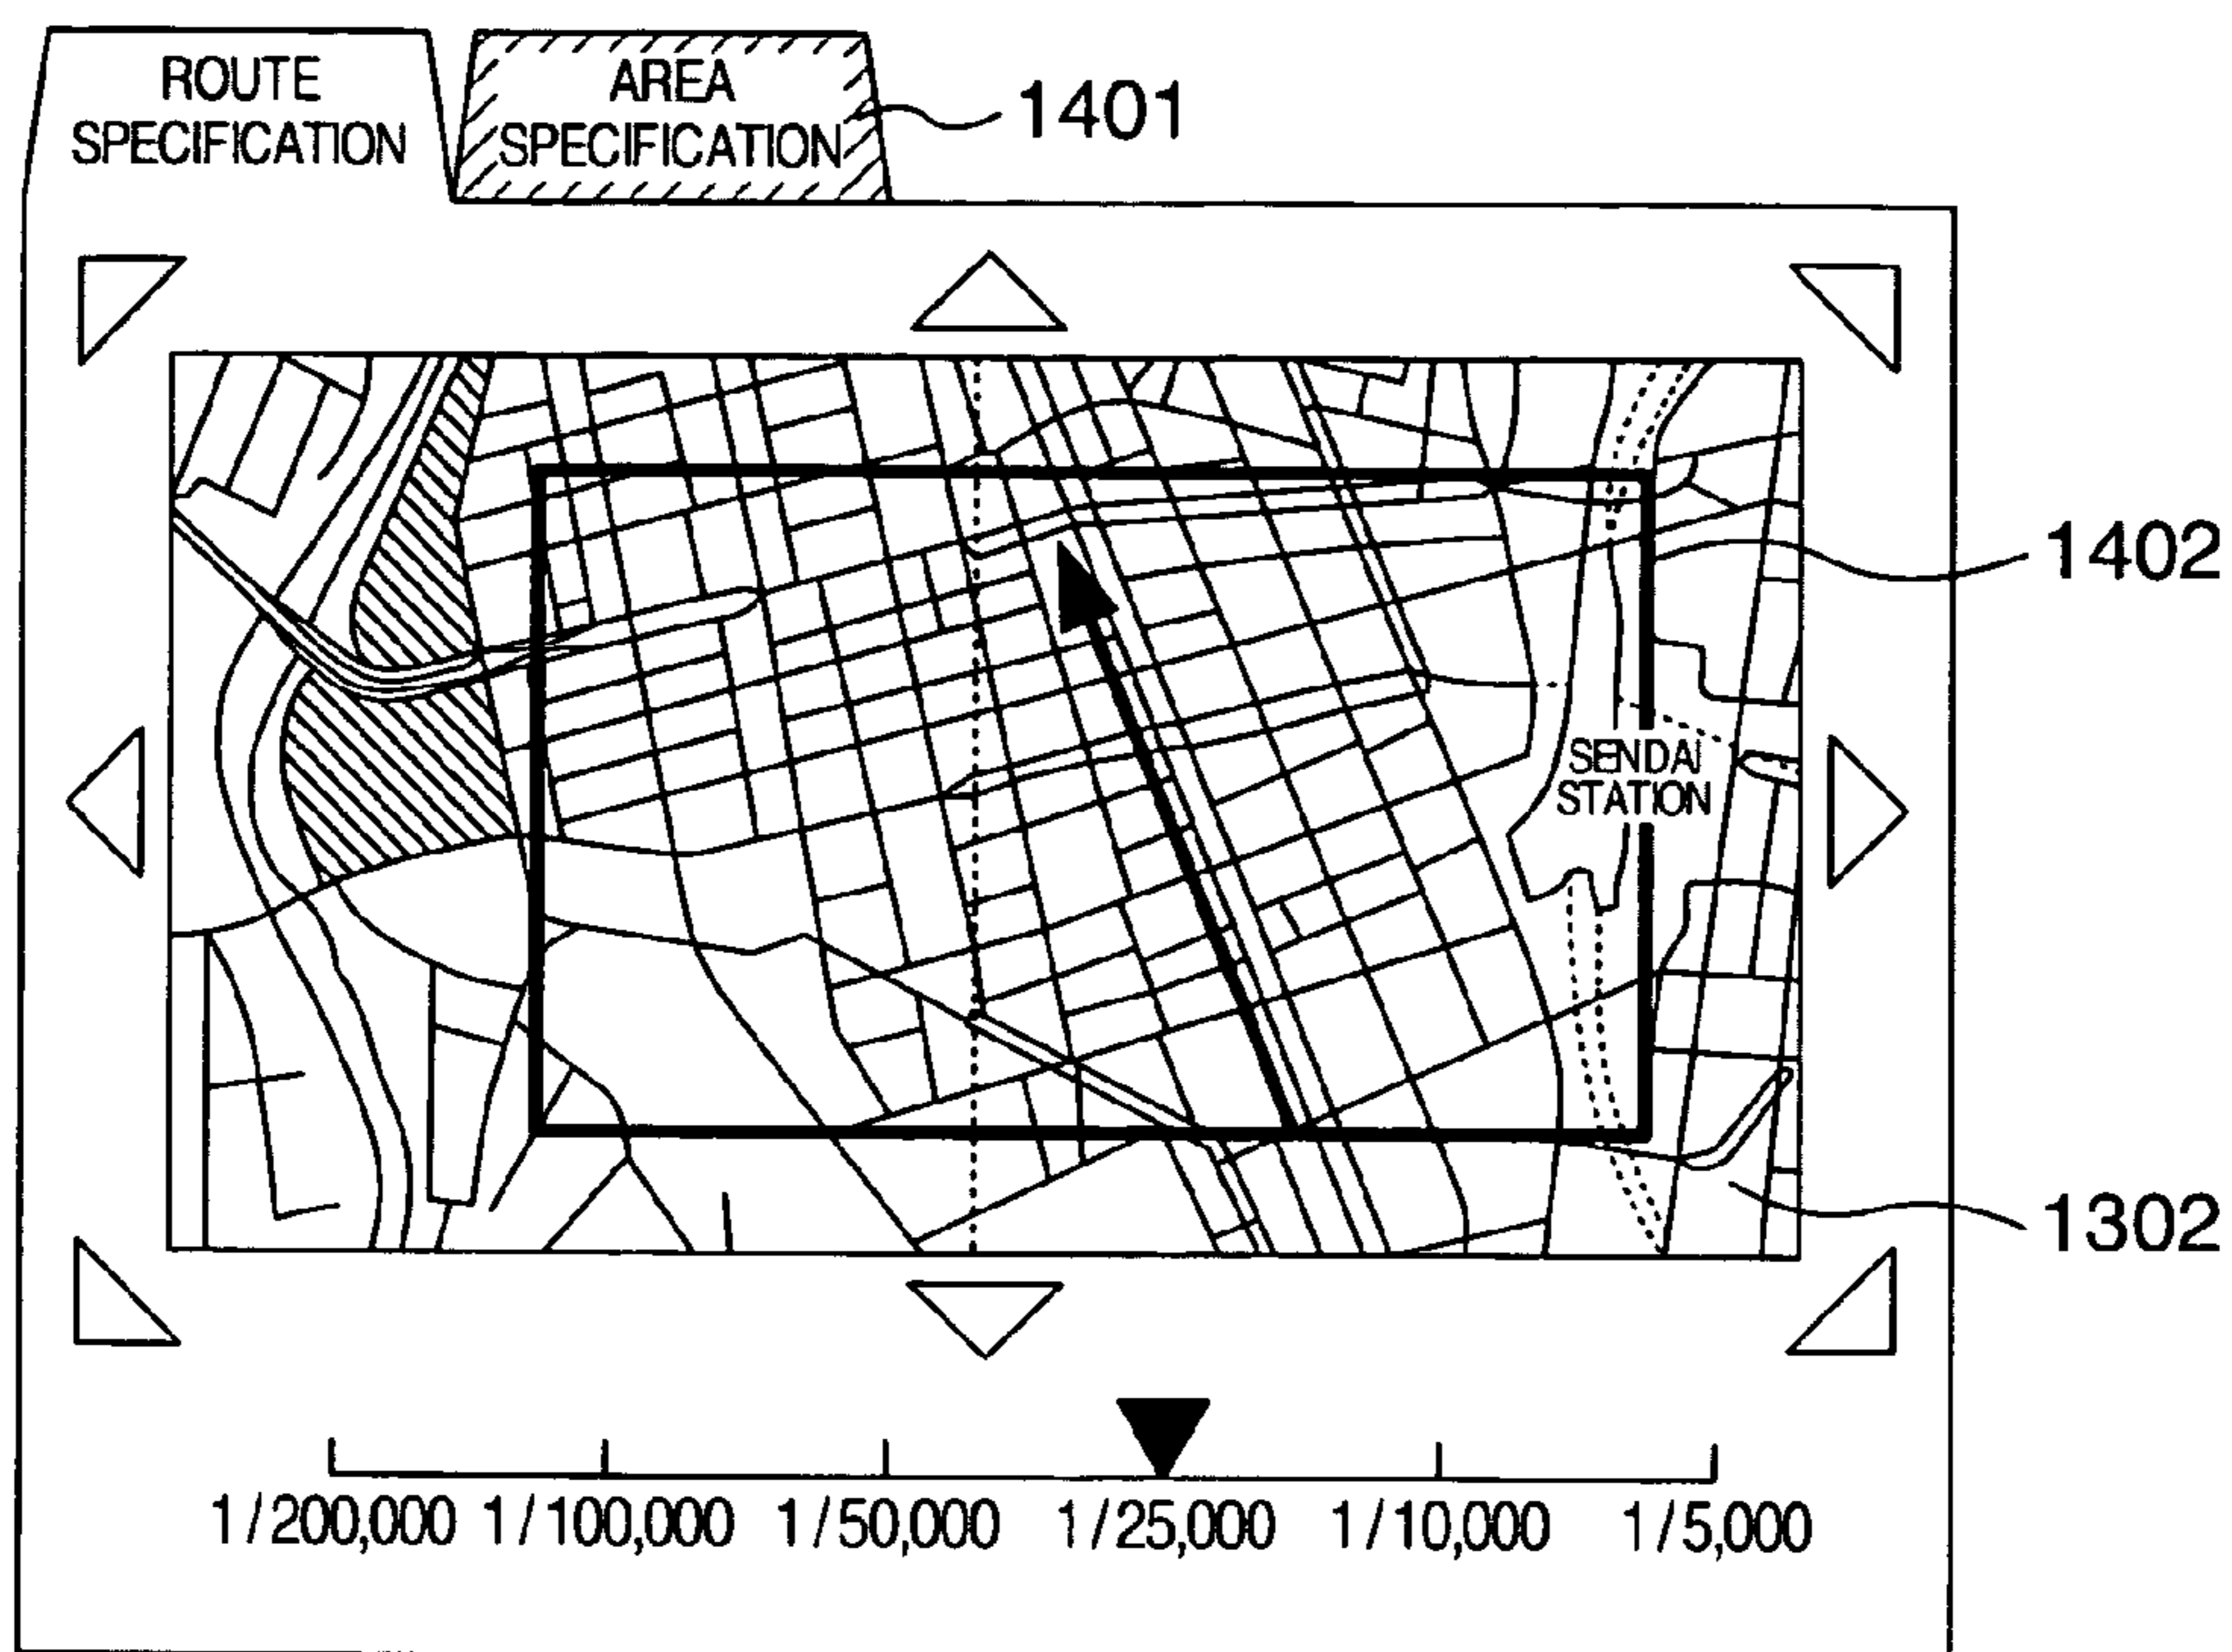 ROUTE
SPECIFICATION
AREA
SPECIFICATION
1401
1402
SENDAI
STATION
1302
1/200,000 1/100,000 1/50,000 1/25,000 1/10,000 1/5,000